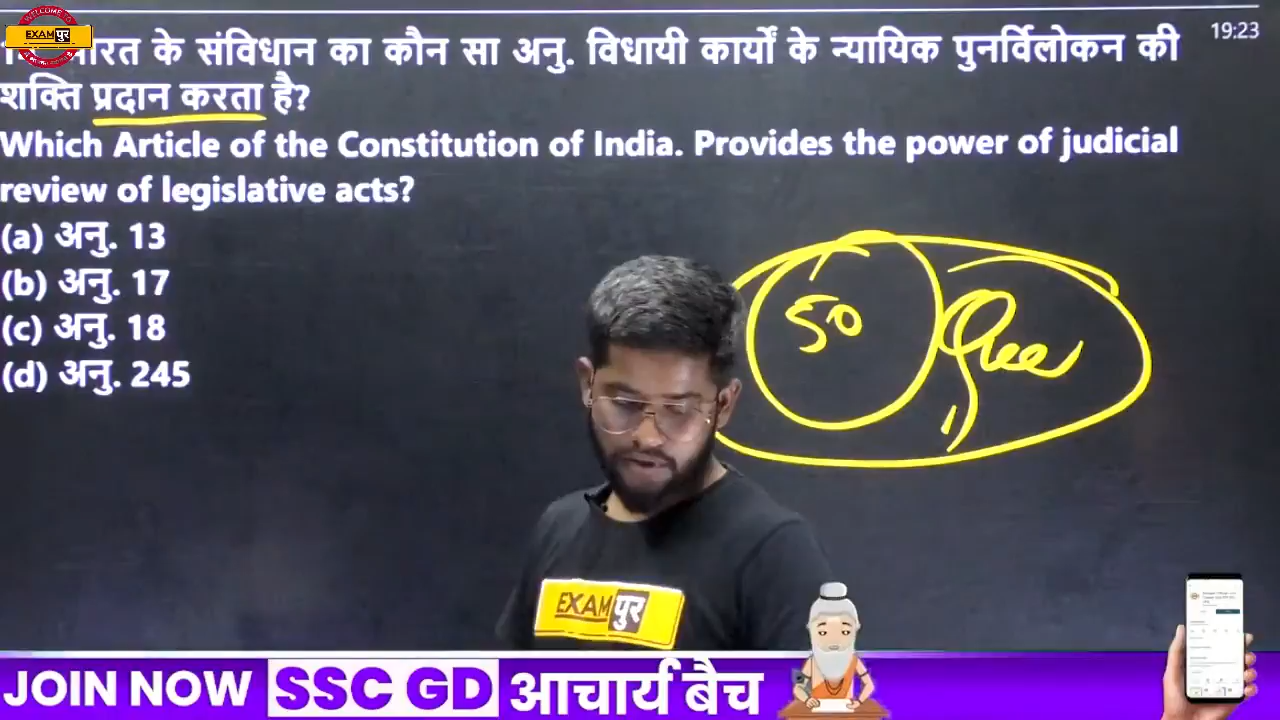 WELCOME TO
EXAMपुर
19:23
भारत के संविधान का कौन सा अनु. विधायी कार्यों के न्यायिक पुनर्विलोकन की
शक्ति प्रदान करता है?
Which Article of the Constitution of India. Provides the power of judicial
review of legislative acts?
(a) अनु. 13
(b) अनु. 17
(c) अनु. 18
(d) अनु. 245
50
EXAMपुर
JOIN NOW SSC GD आचार्य बैच